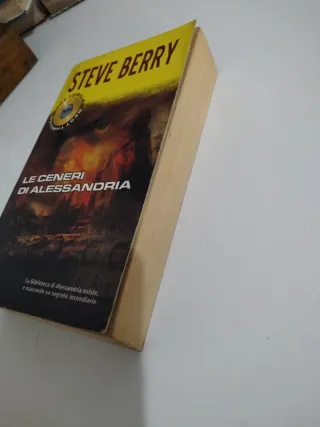 STEVE BERRY
LE CENERI
DI ALESSANDRIA
La Biblioteca di Alessandria esiste.
e nasconde un segreto incendiario